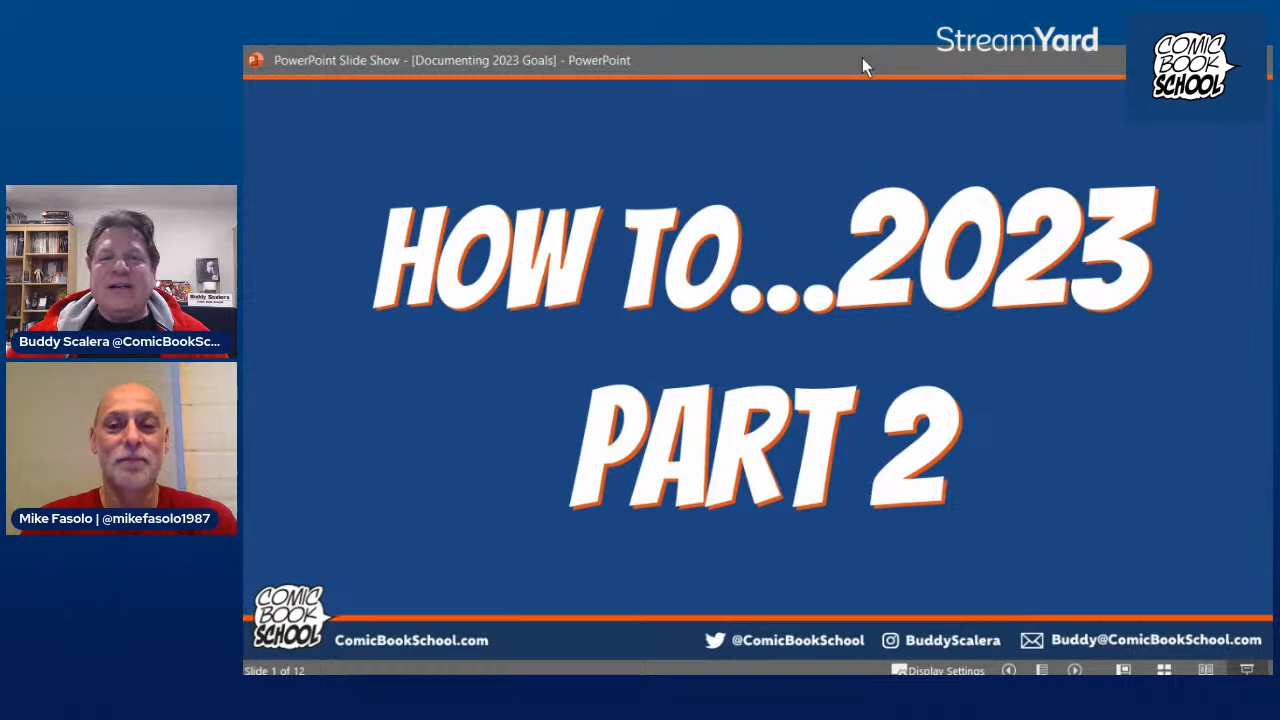 StreamYard
COMIC
BOOK
SCHOOL
PowerPoint Slide Show - [Documenting 2023 Goals] - PowerPoint
HOW TO...2023
PART 2
Buddy Scalera
Buddy Scalera @ComicBookSc...
Mike Fasolo | @mikefasolo1987
COMIC
BOOK
SCHOOL
ComicBookSchool.com
@ComicBookSchool
BuddyScalera
Buddy@ComicBookSchool.com
Slide 1 of 12
Display Settings